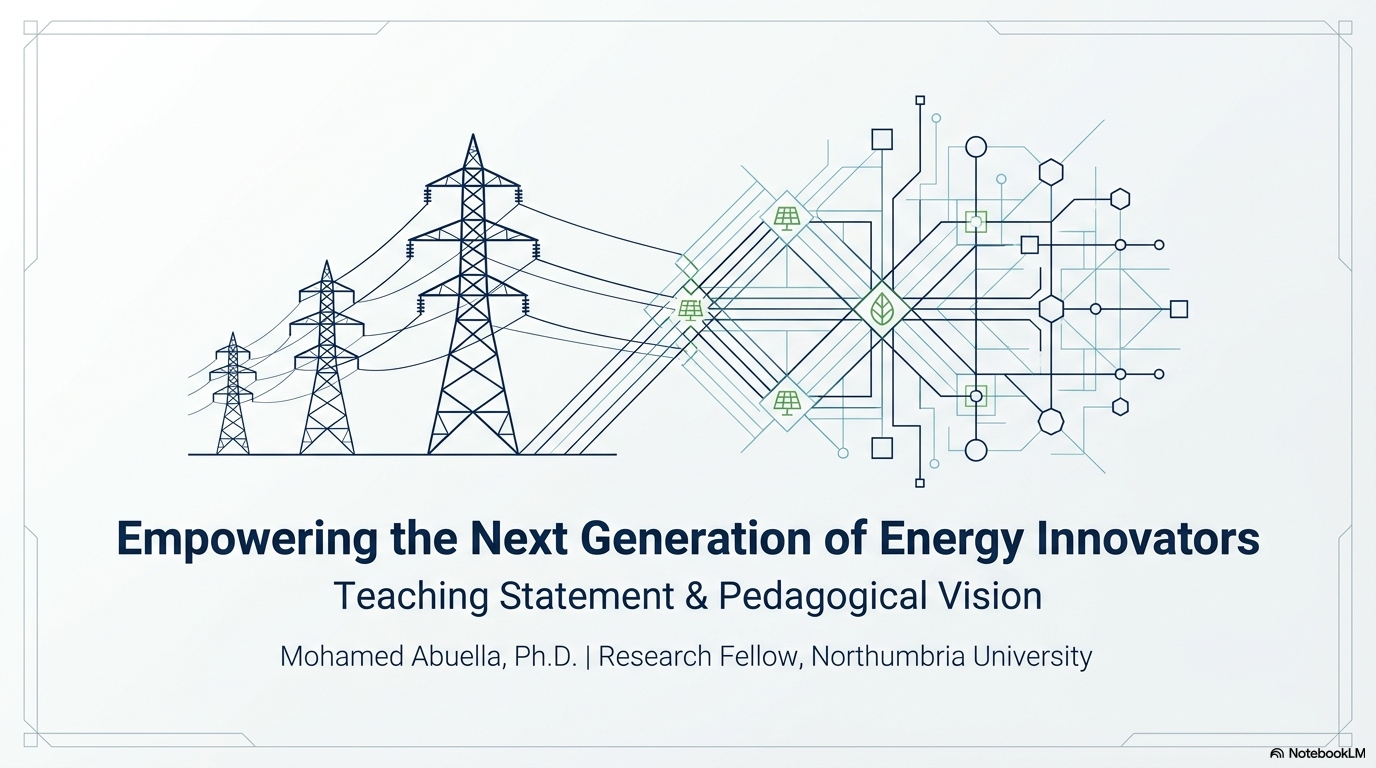 Empowering the Next Generation of Energy Innovators
Teaching Statement & Pedagogical Vision
Mohamed Abuella, Ph.D. | Research Fellow, Northumbria University
NotebookLM